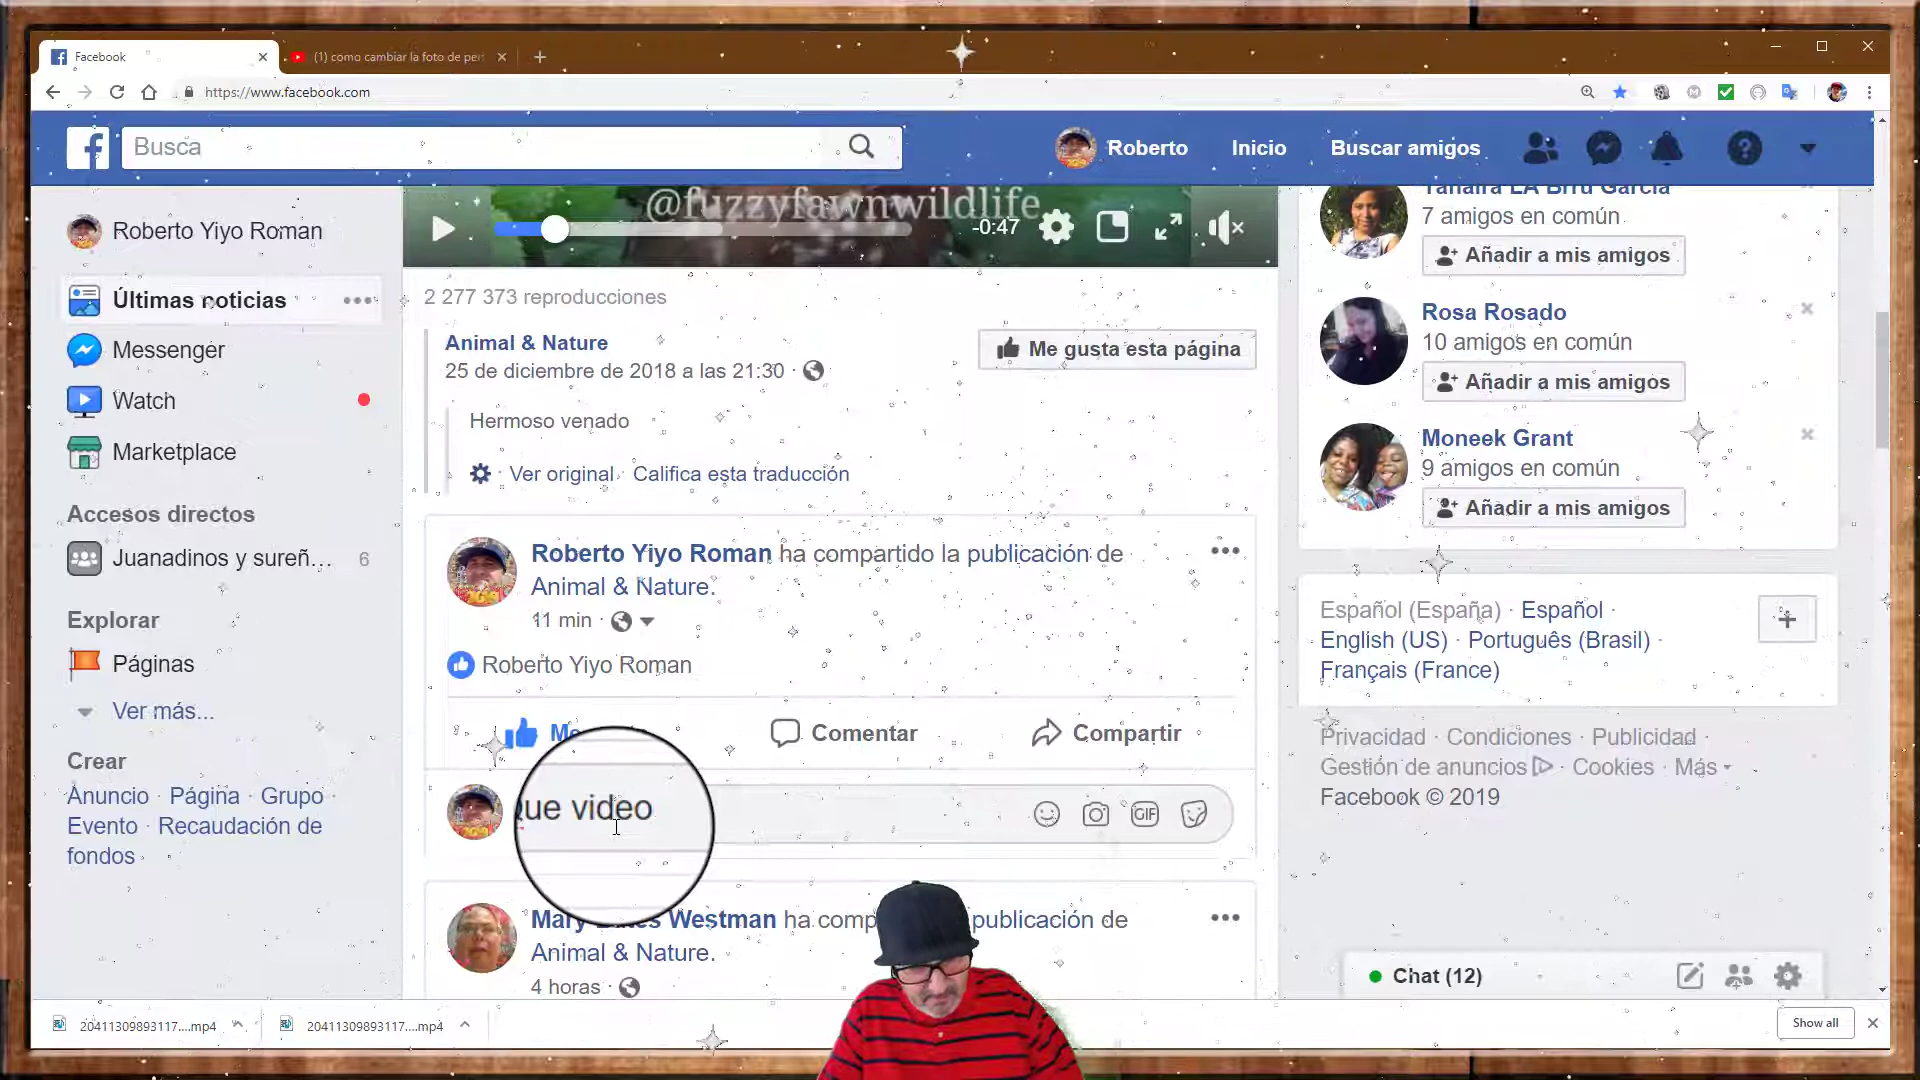 Facebook
(1) como cambiar la foto de per
https://www.facebook.com
Busca
Roberto
Inicio
Buscar amigos
Roberto Yiyo Roman
Últimas noticias
Messenger
Watch
Marketplace
Accesos directos
Juanadinos y sureñ... 6
Explorar
Páginas
Ver más...
Crear
Anuncio · Página · Grupo
Evento · Recaudación de
fondos
@fuzzyfawnwildlife
-0:47
2 277 373 reproducciones
Animal & Nature
25 de diciembre de 2018 a las 21:30 ·
Me gusta esta página
Hermoso venado
· Ver original · Califica esta traducción
Roberto Yiyo Roman ha compartido la publicación de
Animal & Nature.
11 min ·
Roberto Yiyo Roman
Comentar
Compartir
ue video
GIF
Westman publicación de
Animal & Nature.
4 horas ·
7 amigos en común
Añadir a mis amigos
Rosa Rosado
10 amigos en común
Añadir a mis amigos
Moneek Grant
9 amigos en común
Añadir a mis amigos
Español (España) · Español ·
English (US) · Português (Brasil) ·
Français (France)
Privacidad · Condiciones · Publicidad ·
Gestión de anuncios · Cookies · Más
Facebook © 2019
Chat (12)
20411309893117....mp4
20411309893117....mp4
Show all